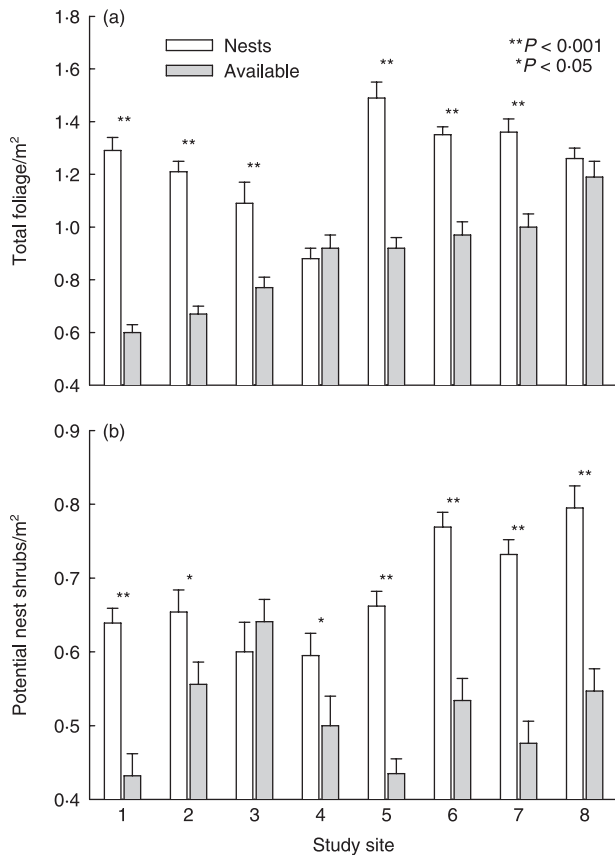 (a)
Nests
Available
**P < 0·001
*P < 0·05
Total foliage/m²
1·8
1·6
1·4
1·2
1·0
0·8
0·6
0·4
**
**
**
**
**
**
(b)
Potential nest shrubs/m²
0·9
0·8
0·7
0·6
0·5
0·4
**
*
*
**
**
**
**
1 2 3 4 5 6 7 8
Study site